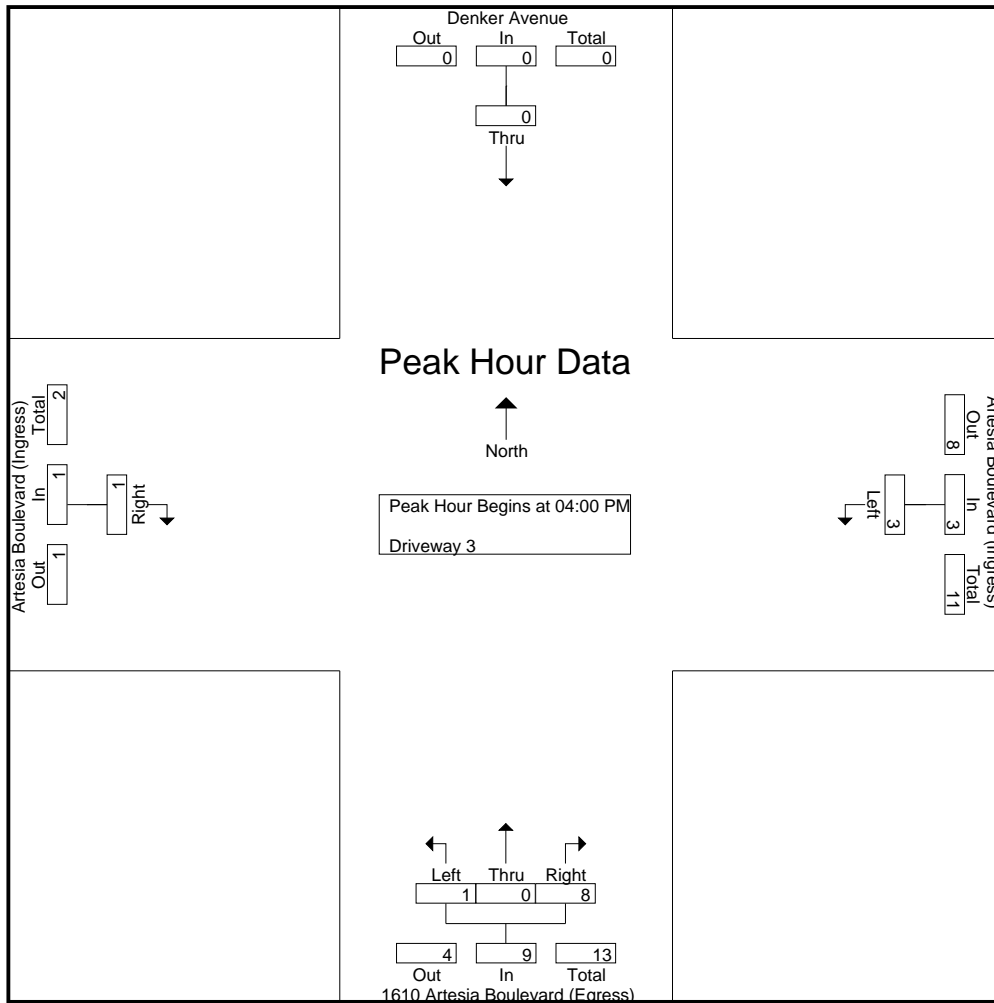 Denker Avenue
Out In Total
0 0 0
0
Thru
Peak Hour Data
North
Peak Hour Begins at 04:00 PM
Driveway 3
Artesia Boulevard (Ingress)
Total In Out
2 1 1
1
Right
Artesia Boulevard (Ingress)
Out In Total
8 3 11
3
Left
Left Thru Right
1 0 8
4 9 13
Out In Total
1610 Artesia Boulevard (Egress)